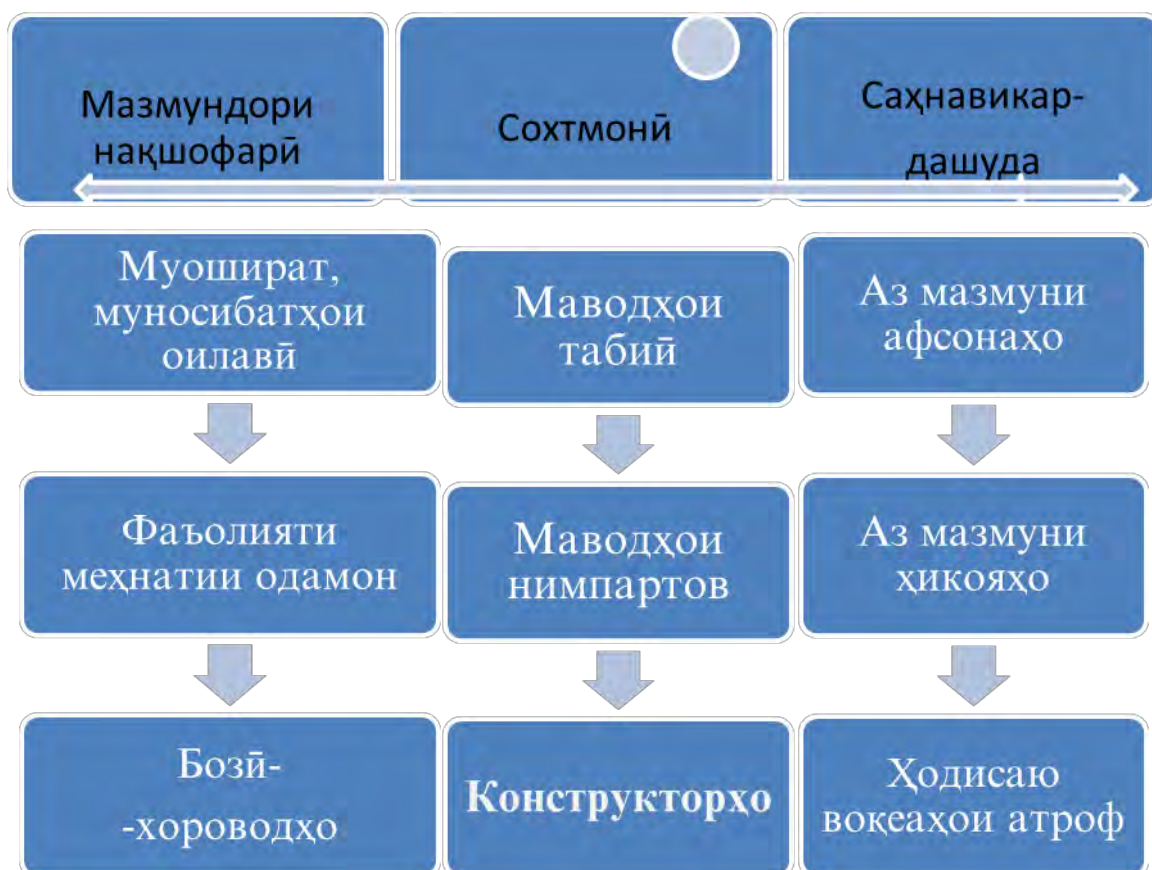 Мазмундори
нақшофарӣ
Сохтмонӣ
Саҳнавикар-
дашуда
Муошират,
муносибатҳои
оилавӣ
Маводҳои
табиӣ
Аз мазмуни
афсонаҳо
Фаъолияти
меҳнатии одамон
Маводҳои
нимпартов
Аз мазмуни
ҳикояҳо
Бозӣ-
-хороводҳо
Конструкторҳо
Ҳодисаю
воқеаҳои атроф